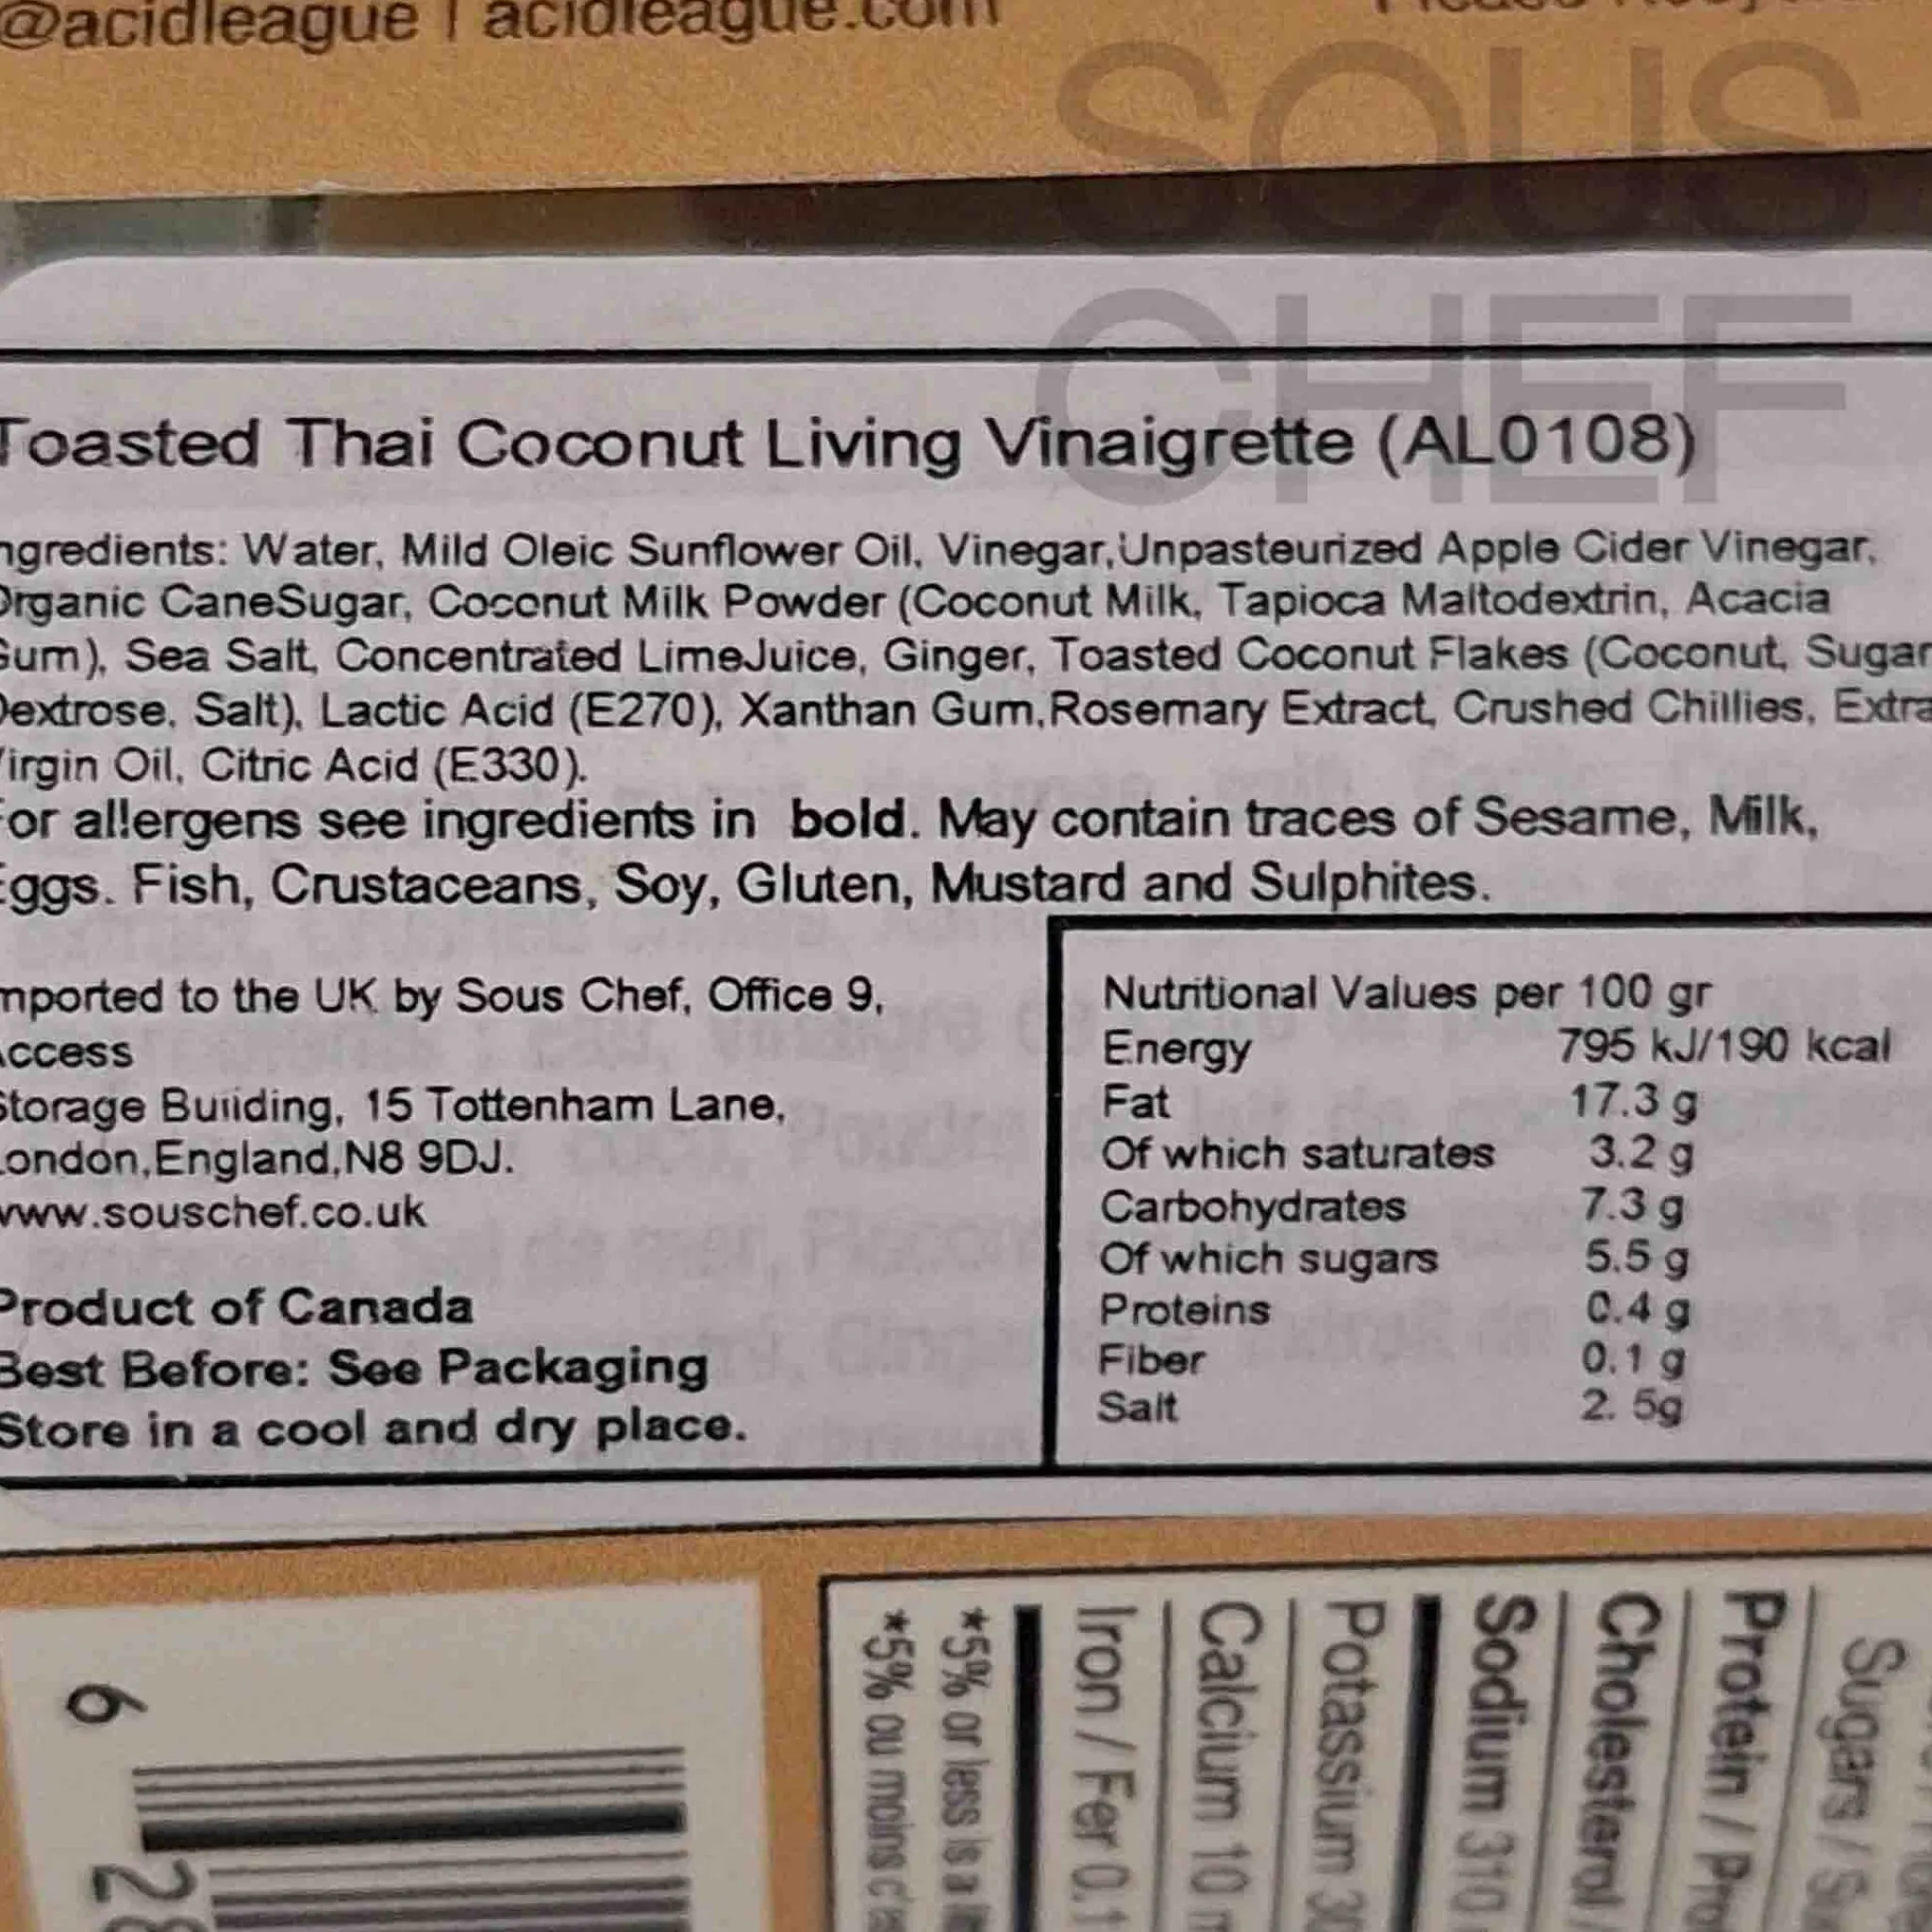 @acidleague | acidleague.com
SOUS
CHEF
Toasted Thai Coconut Living Vinaigrette (AL0108)
ngredients: Water, Mild Oleic Sunflower Oil, Vinegar,Unpasteurized Apple Cider Vinegar,
Organic CaneSugar, Coconut Milk Powder (Coconut Milk, Tapioca Maltodextrin, Acacia
Gum), Sea Salt, Concentrated LimeJuice, Ginger, Toasted Coconut Flakes (Coconut, Sugar
Dextrose, Salt), Lactic Acid (E270), Xanthan Gum,Rosemary Extract, Crushed Chillies, Extra
Virgin Oil, Citric Acid (E330).
For allergens see ingredients in bold. May contain traces of Sesame, Milk,
Eggs. Fish, Crustaceans, Soy, Gluten, Mustard and Sulphites.
mported to the UK by Sous Chef, Office 9,
Access
Storage Building, 15 Tottenham Lane,
London,England,N8 9DJ.
www.souschef.co.uk
Product of Canada
Best Before: See Packaging
Store in a cool and dry place.
Nutritional Values per 100 gr
Energy 795 kJ/190 kcal
Fat 17.3 g
Of which saturates 3.2 g
Carbohydrates 7.3 g
Of which sugars 5.5 g
Proteins 0.4 g
Fiber 0.1 g
Salt 2. 5g
6
28
Sugars /
Protein /
Cholesterol /
Sodium 310
Potassium
Calcium 10
Iron / Fer 0.1
*5% or less is a
*5% ou moins